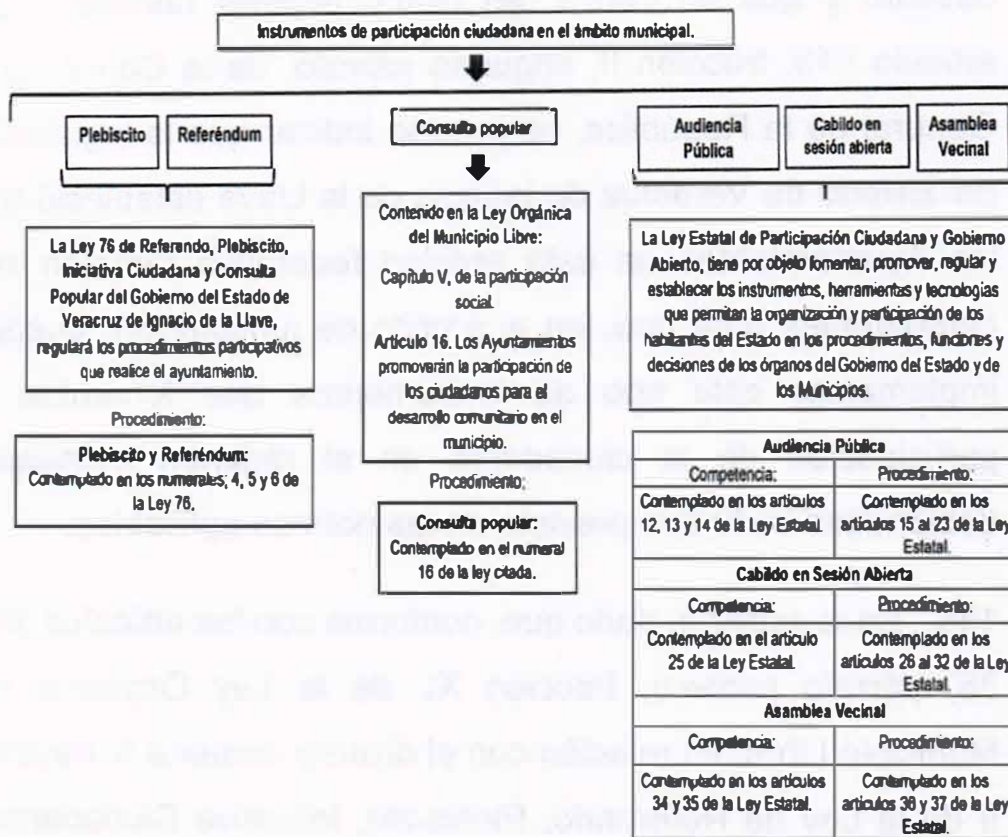 Instrumentos de participación ciudadana en el ámbito municipal.
Plebiscito
Referéndum
La Ley 76 de Referendo, Plebiscito,
Iniciativa Ciudadana y Consulta
Popular del Gobierno del Estado de
Veracruz de Ignacio de la Llave,
regulará los procedimientos participativos
que realice el ayuntamiento.
Procedimiento:
Plebiscito y Referéndum:
Contemplado en los numerales; 4, 5 y 6 de
la Ley 76.
Consulta popular
Contenido en la Ley Orgánica
del Municipio Libre:
Capítulo V, de la participación
social.
Artículo 16. Los Ayuntamientos
promoverán la participación de
los ciudadanos para el
desarrollo comunitario en el
municipio.
Procedimiento;
Consulta popular:
Contemplado en el numeral
16 de la ley citada.
Audiencia
Pública
Cabildo en
sesión abierta
Asamblea
Vecinal
La Ley Estatal de Participación Ciudadana y Gobierno
Abierto, tiene por objeto fomentar, promover, regular y
establecer los instrumentos, herramientas y tecnologías
que permitan la organización y participación de los
habitantes del Estado en los procedimientos, funciones y
decisiones de los órganos del Gobierno del Estado y de
los Municipios.
Audiencia Pública
Competencia:
Procedimiento:
Contemplado en los artículos
12, 13 y 14 de la Ley Estatal.
Contemplado en los
artículos 15 al 23 de la Ley
Estatal.
Cabildo en Sesión Abierta
Competencia:
Procedimiento:
Contemplado en el artículo
25 de la Ley Estatal.
Contemplado en los
artículos 26 al 32 de la Ley
Estatal.
Asamblea Vecinal
Competencia:
Procedimiento:
Contemplado en los artículos
34 y 35 de la Ley Estatal.
Contemplado en los
artículos 36 y 37 de la Ley
Estatal.